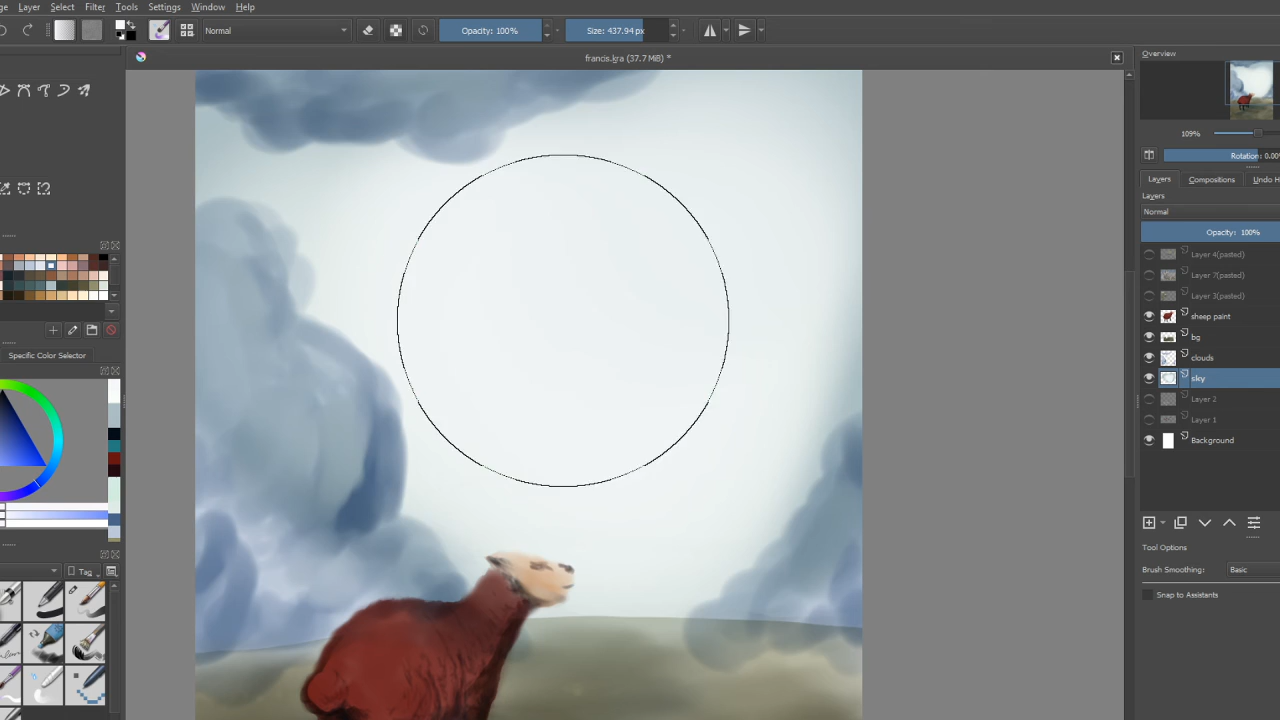 ge Layer Select Filter Tools Settings Window Help
Normal
Opacity: 100%
Size: 437.94 px
francis.kra (37.7 MiB) *
Overview
109%
Rotation: 0.00
Layers Compositions Undo H
Layers
Normal
Opacity: 100%
Layer 4(pasted)
Layer 7(pasted)
Layer 3(pasted)
sheep paint
bg
clouds
sky
Layer 2
Layer 1
Background
Specific Color Selector
Tag
Tool Options
Brush Smoothing: Basic
Snap to Assistants